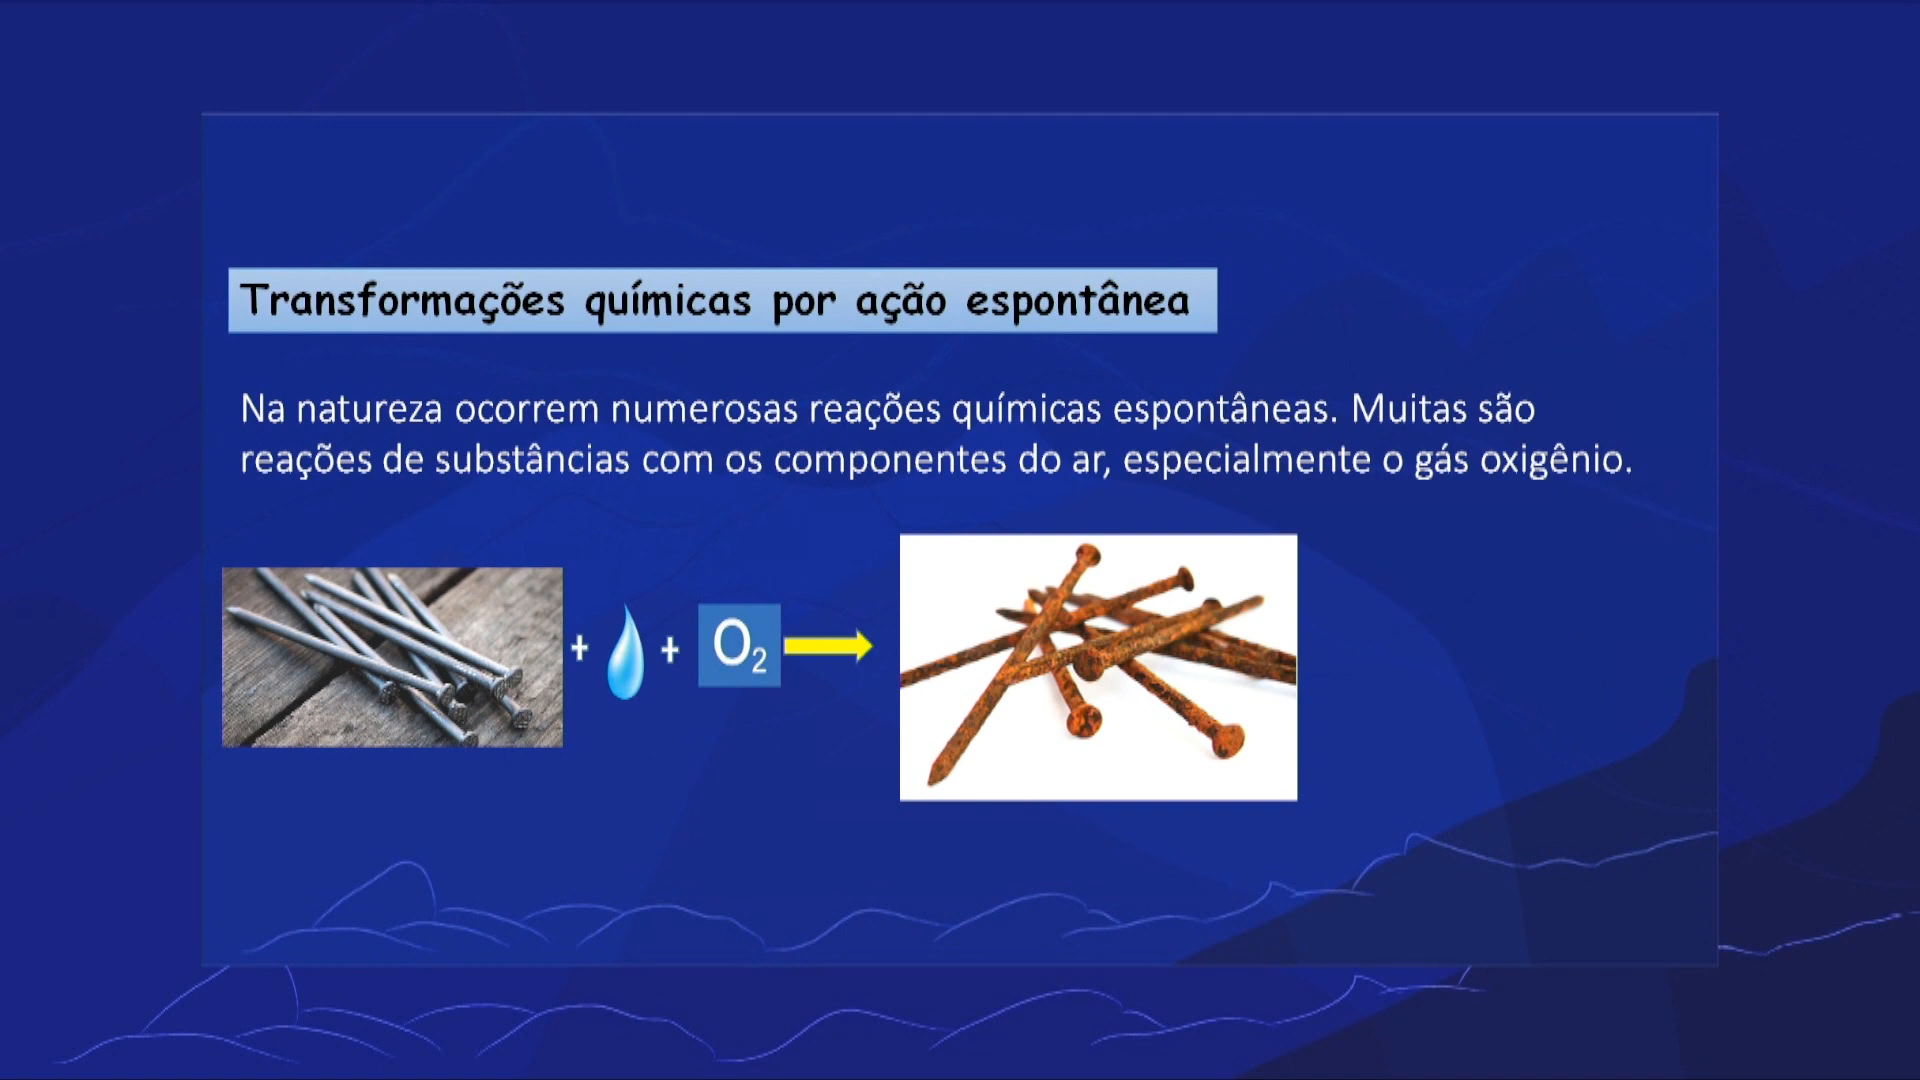 Transformações químicas por ação espontânea
Na natureza ocorrem numerosas reações químicas espontâneas. Muitas são
reações de substâncias com os componentes do ar, especialmente o gás oxigênio.
+ + O₂